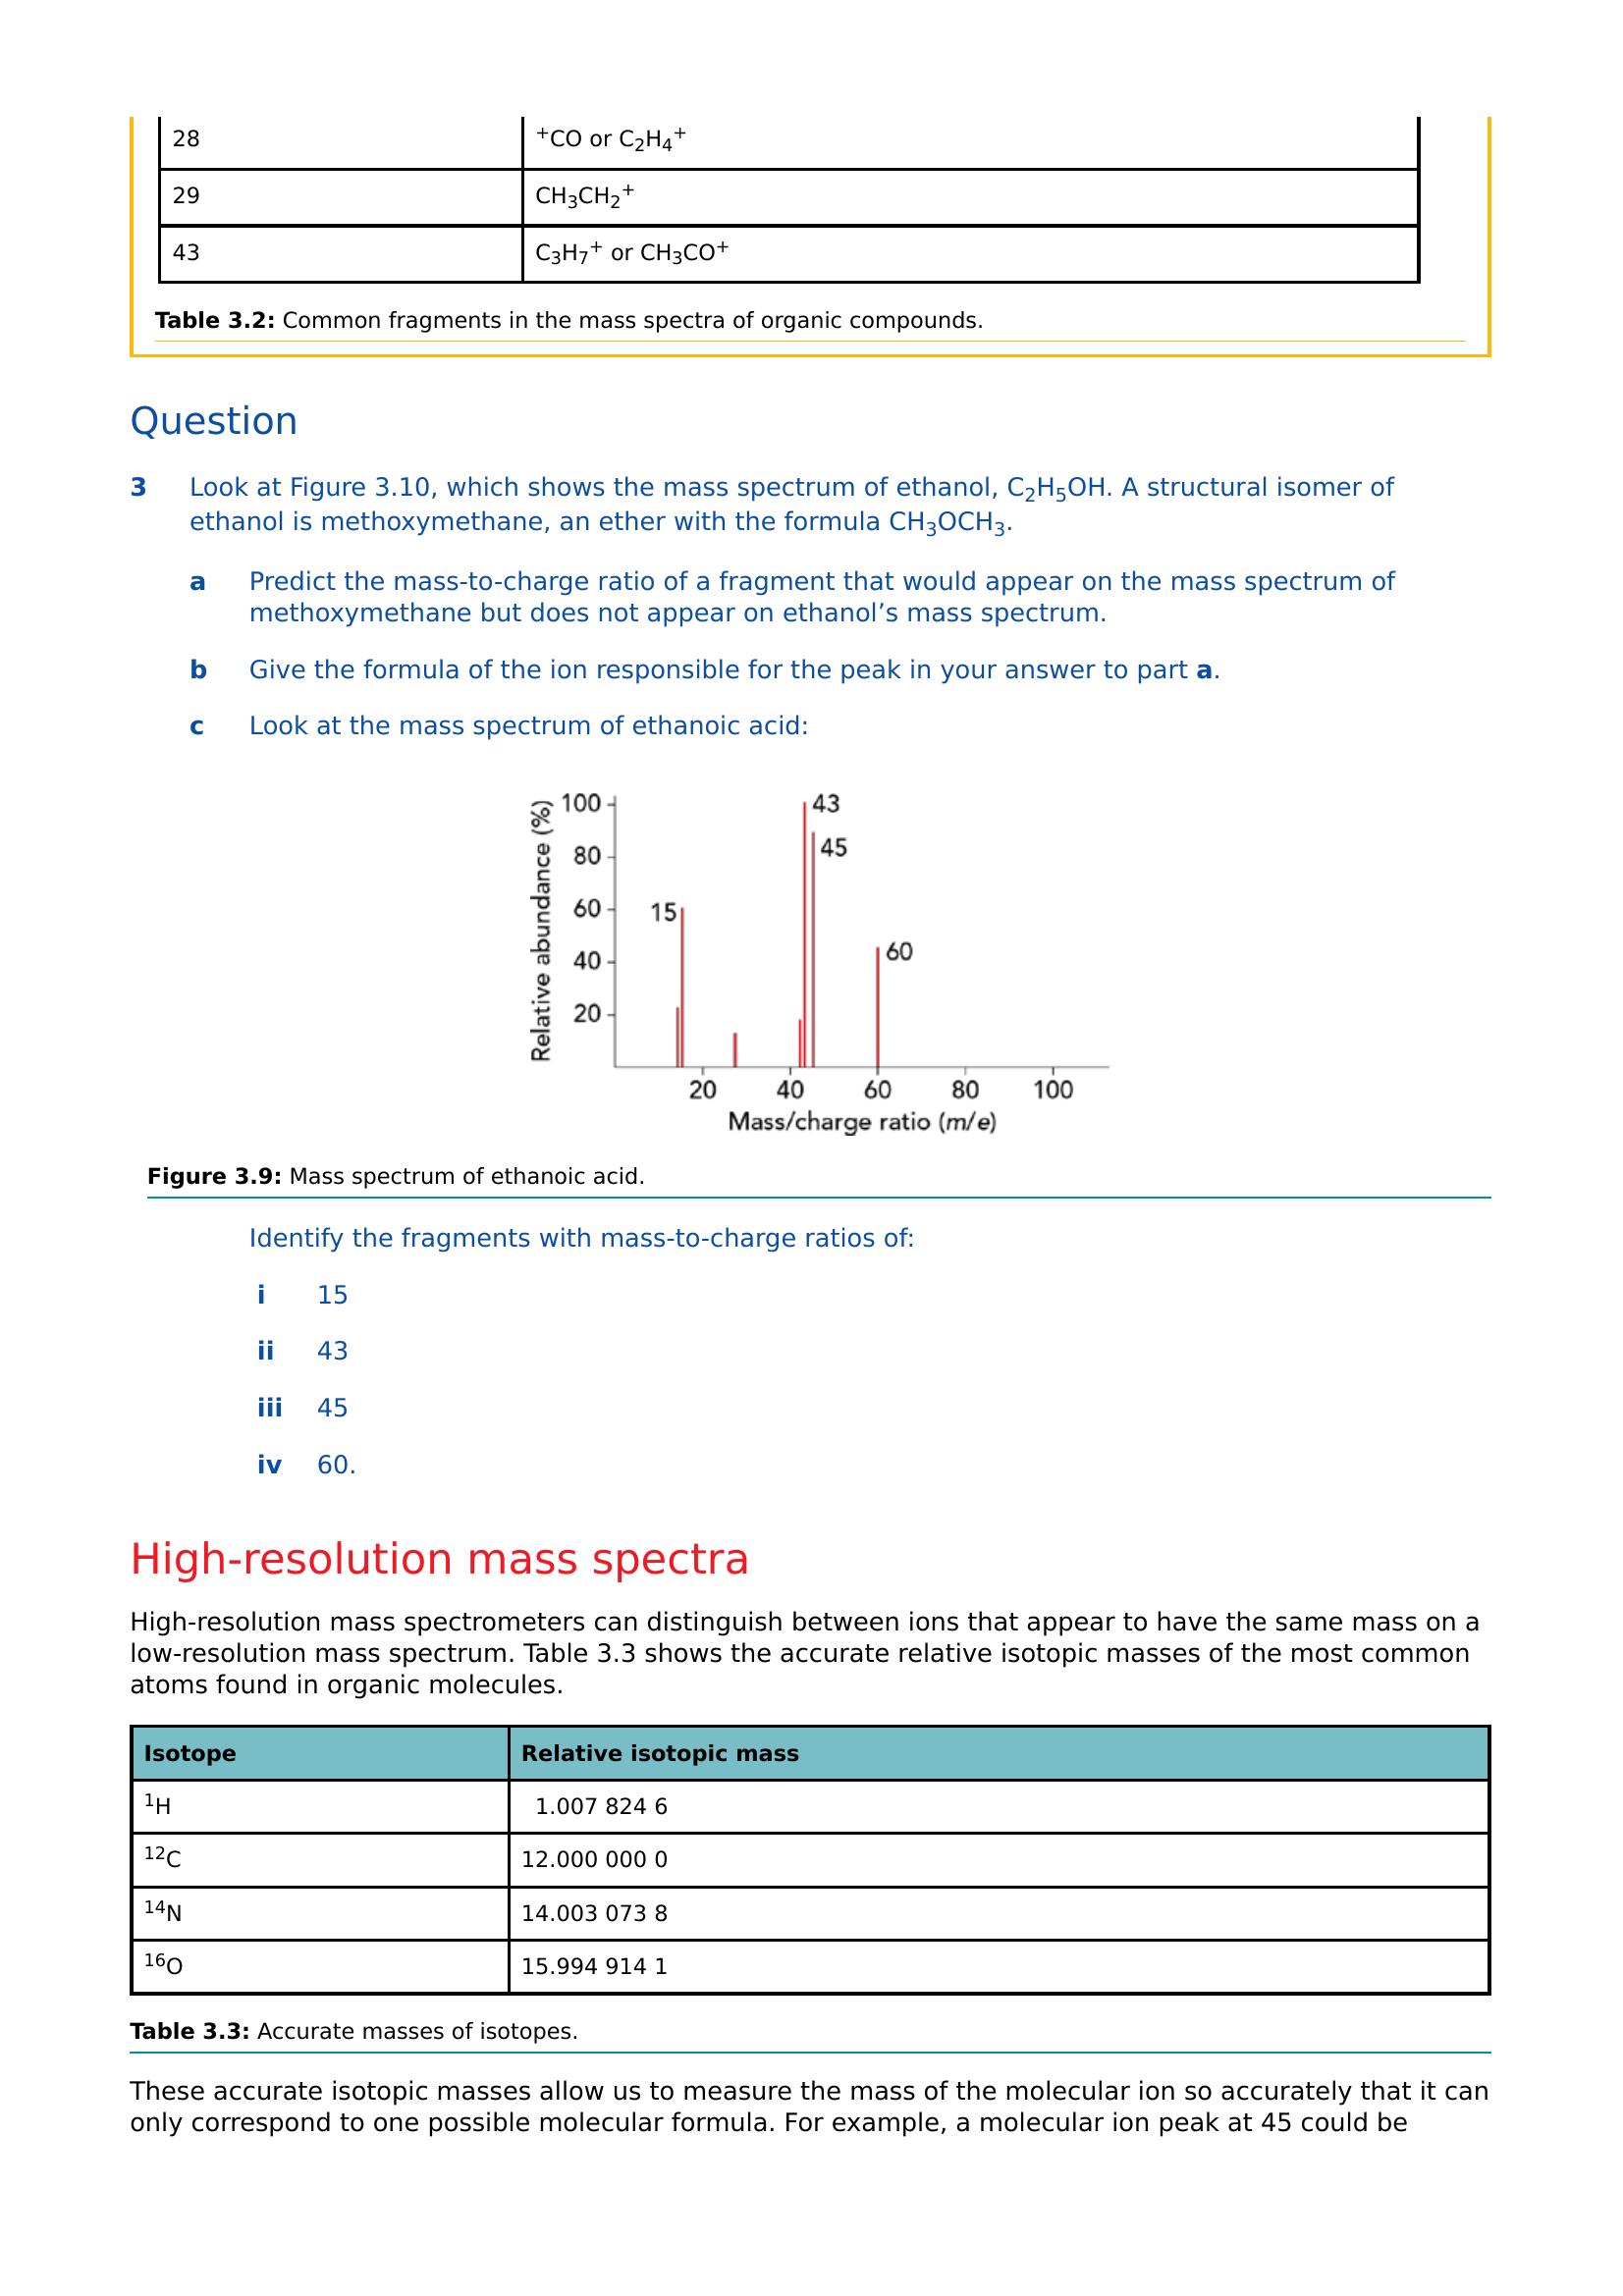 28 ⁺CO or C₂H₄⁺
29 CH₃CH₂⁺
43 C₃H₇⁺ or CH₃CO⁺
Table 3.2: Common fragments in the mass spectra of organic compounds.
Question
3 Look at Figure 3.10, which shows the mass spectrum of ethanol, C₂H₅OH. A structural isomer of
ethanol is methoxymethane, an ether with the formula CH₃OCH₃.
a Predict the mass-to-charge ratio of a fragment that would appear on the mass spectrum of
methoxymethane but does not appear on ethanol’s mass spectrum.
b Give the formula of the ion responsible for the peak in your answer to part a.
c Look at the mass spectrum of ethanoic acid:
Relative abundance (%)
100
80
60
40
20
15
43
45
60
20 40 60 80 100
Mass/charge ratio (m/e)
Figure 3.9: Mass spectrum of ethanoic acid.
Identify the fragments with mass-to-charge ratios of:
i 15
ii 43
iii 45
iv 60.
High-resolution mass spectra
High-resolution mass spectrometers can distinguish between ions that appear to have the same mass on a
low-resolution mass spectrum. Table 3.3 shows the accurate relative isotopic masses of the most common
atoms found in organic molecules.
Isotope Relative isotopic mass
¹H 1.007 824 6
¹²C 12.000 000 0
¹⁴N 14.003 073 8
¹⁶O 15.994 914 1
Table 3.3: Accurate masses of isotopes.
These accurate isotopic masses allow us to measure the mass of the molecular ion so accurately that it can
only correspond to one possible molecular formula. For example, a molecular ion peak at 45 could be